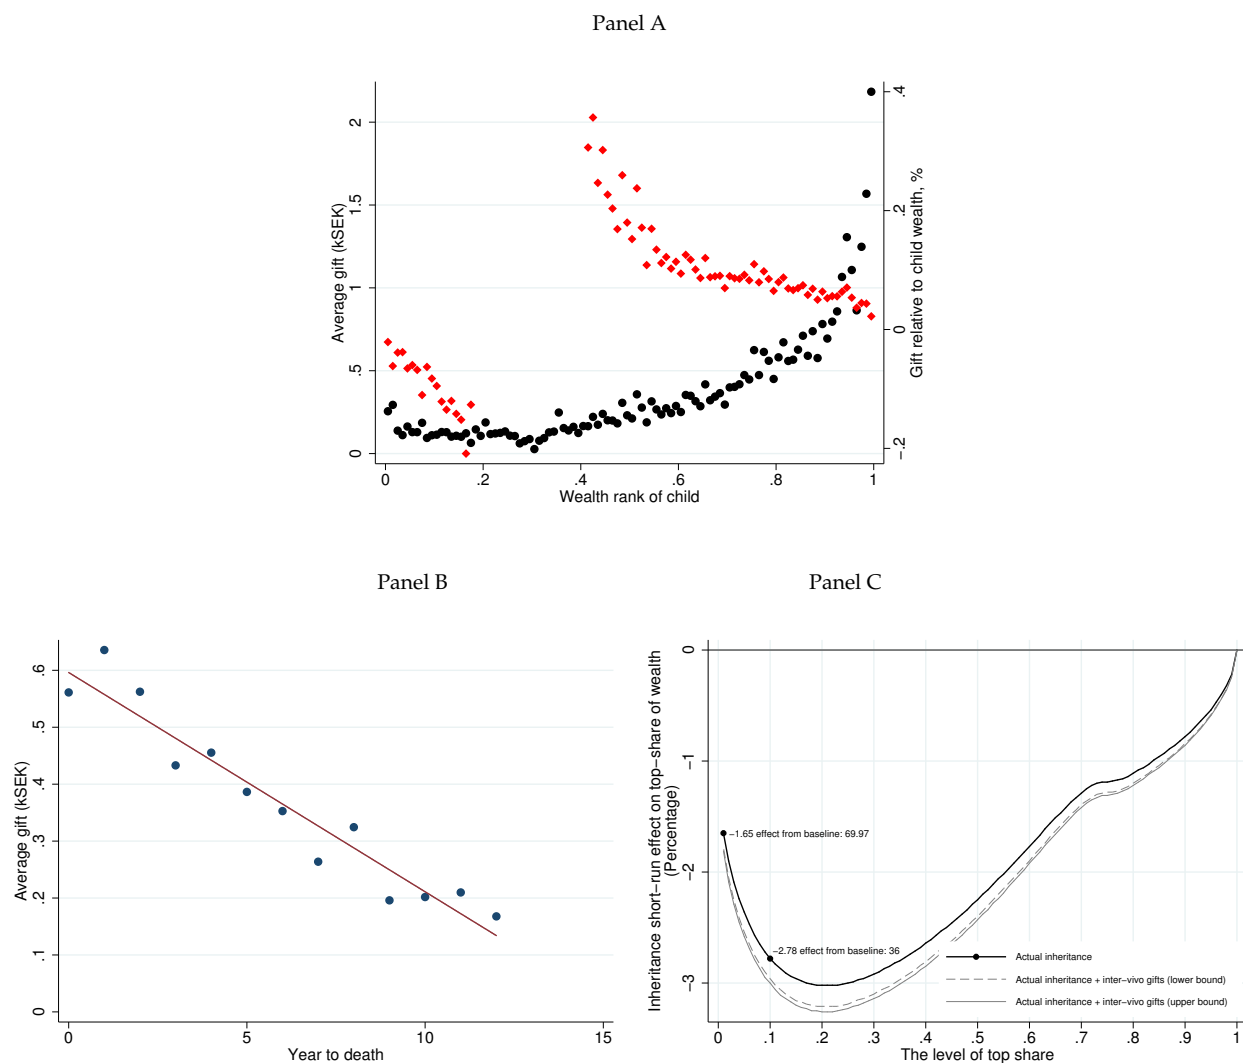 Panel A
Average gift (kSEK)
0 .5 1 1.5 2
Gift relative to child wealth, %
-.2 0 .2 .4
0 .2 .4 .6 .8 1
Wealth rank of child
Panel B
Average gift (kSEK)
0 .1 .2 .3 .4 .5 .6
0 5 10 15
Year to death
Panel C
Inheritance short-run effect on top-share of wealth
(Percentage)
-3 -2 -1 0
-1.65 effect from baseline: 69.97
-2.78 effect from baseline: 36
Actual inheritance
Actual inheritance + inter-vivo gifts (lower bound)
Actual inheritance + inter-vivo gifts (upper bound)
0 .1 .2 .3 .4 .5 .6 .7 .8 .9 1
The level of top share